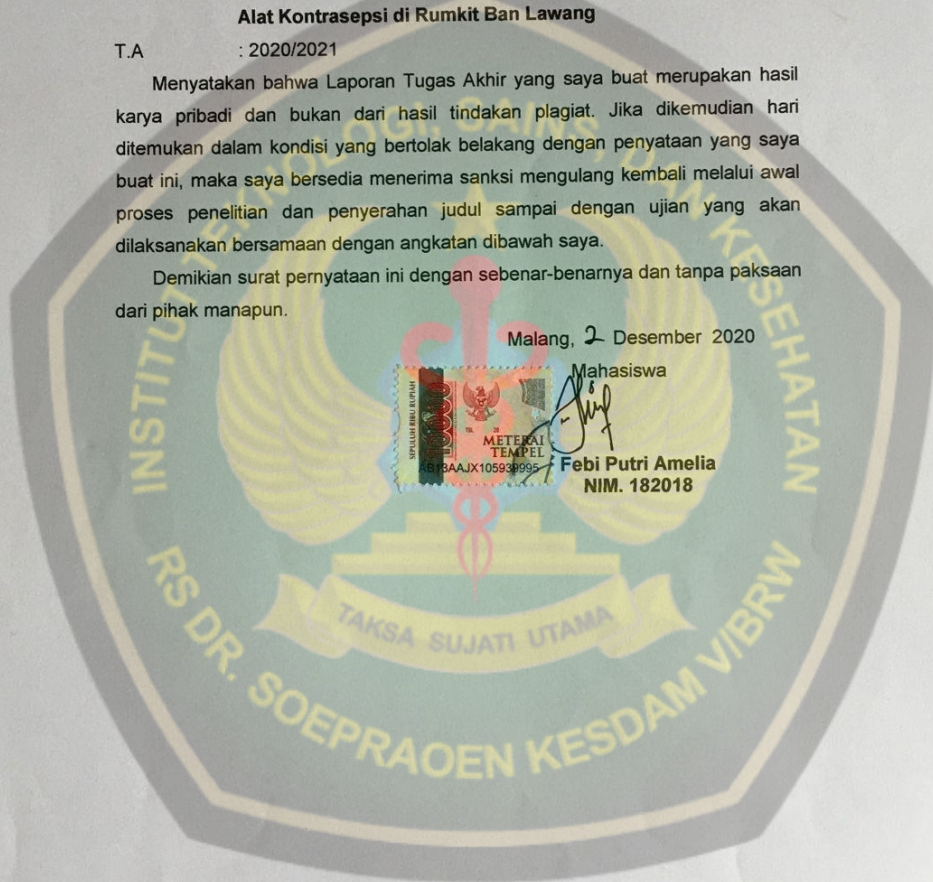 Alat Kontrasepsi di Rumkit Ban Lawang
T.A : 2020/2021
Menyatakan bahwa Laporan Tugas Akhir yang saya buat merupakan hasil
karya pribadi dan bukan dari hasil tindakan plagiat. Jika dikemudian hari
ditemukan dalam kondisi yang bertolak belakang dengan penyataan yang saya
buat ini, maka saya bersedia menerima sanksi mengulang kembali melalui awal
proses penelitian dan penyerahan judul sampai dengan ujian yang akan
dilaksanakan bersamaan dengan angkatan dibawah saya.
Demikian surat pernyataan ini dengan sebenar-benarnya dan tanpa paksaan
dari pihak manapun.
Malang, 2 Desember 2020
Mahasiswa
SEPULUH RIBU RUPIAH
10000
TGL. 20
METERAI
TEMPEL
AB13AAJX105939995
Febi Putri Amelia
NIM. 182018
INSTITUT TEKNOLOGI, SAINS, DAN KESEHATAN
TAKSA SUJATI UTAMA
RS DR. SOEPRAOEN KESDAM V/BRW